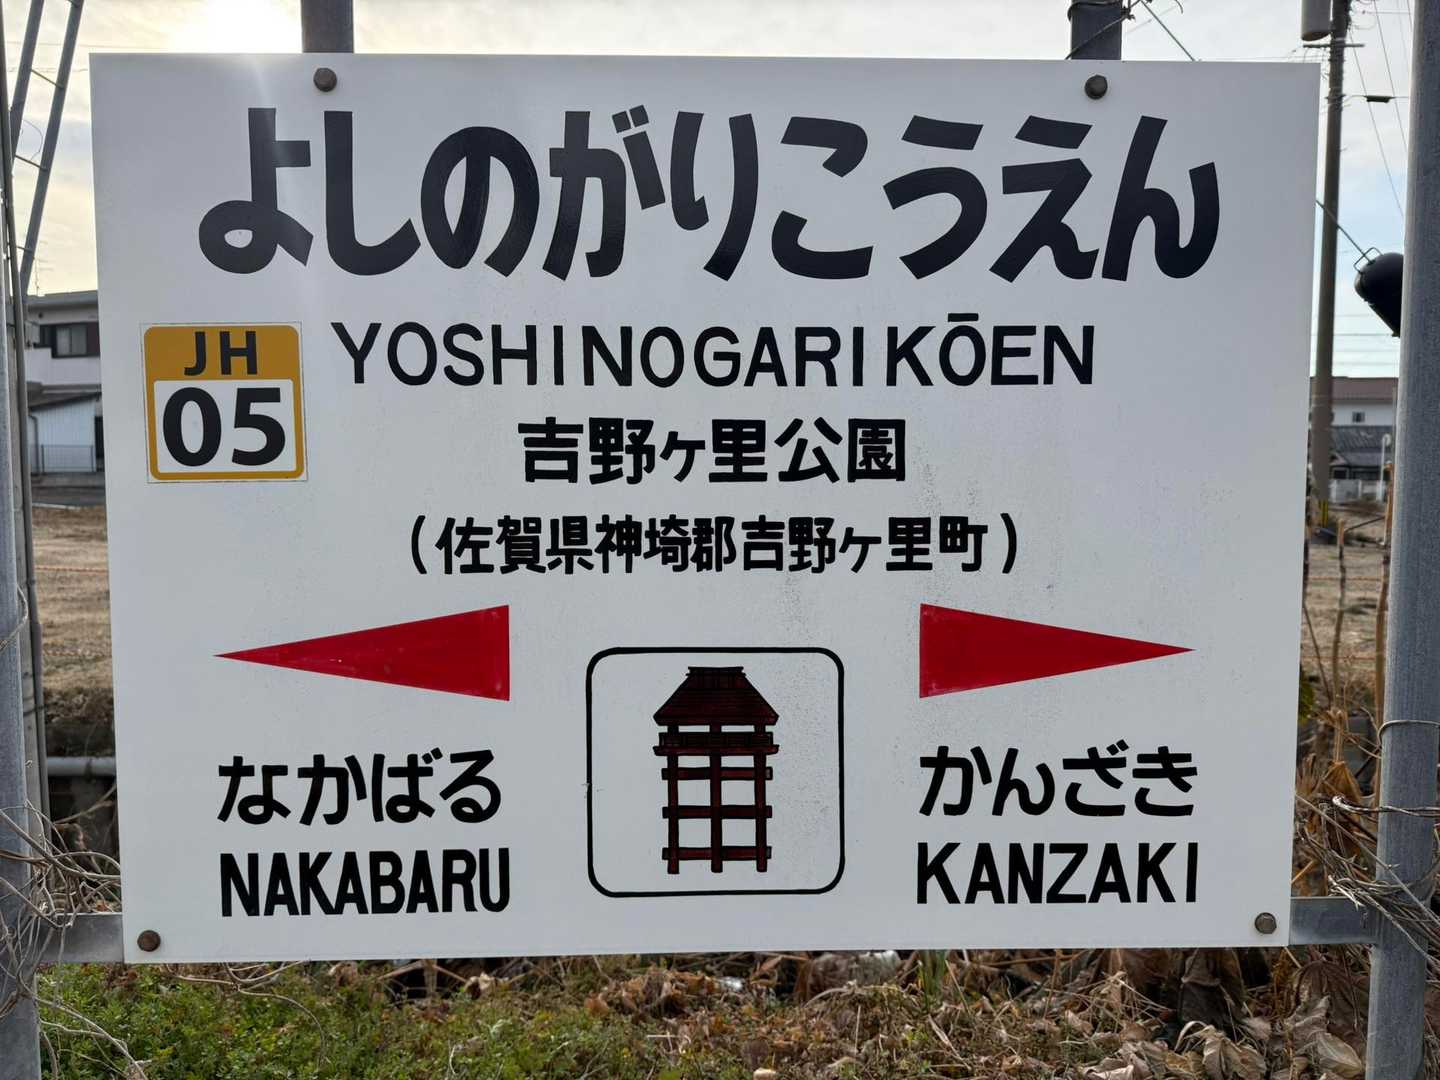 よしのがりこうえん
JH
05
YOSHINOGARIKŌEN
吉野ヶ里公園
(佐賀県神埼郡吉野ヶ里町)
なかばる
NAKABARU
かんざき
KANZAKI